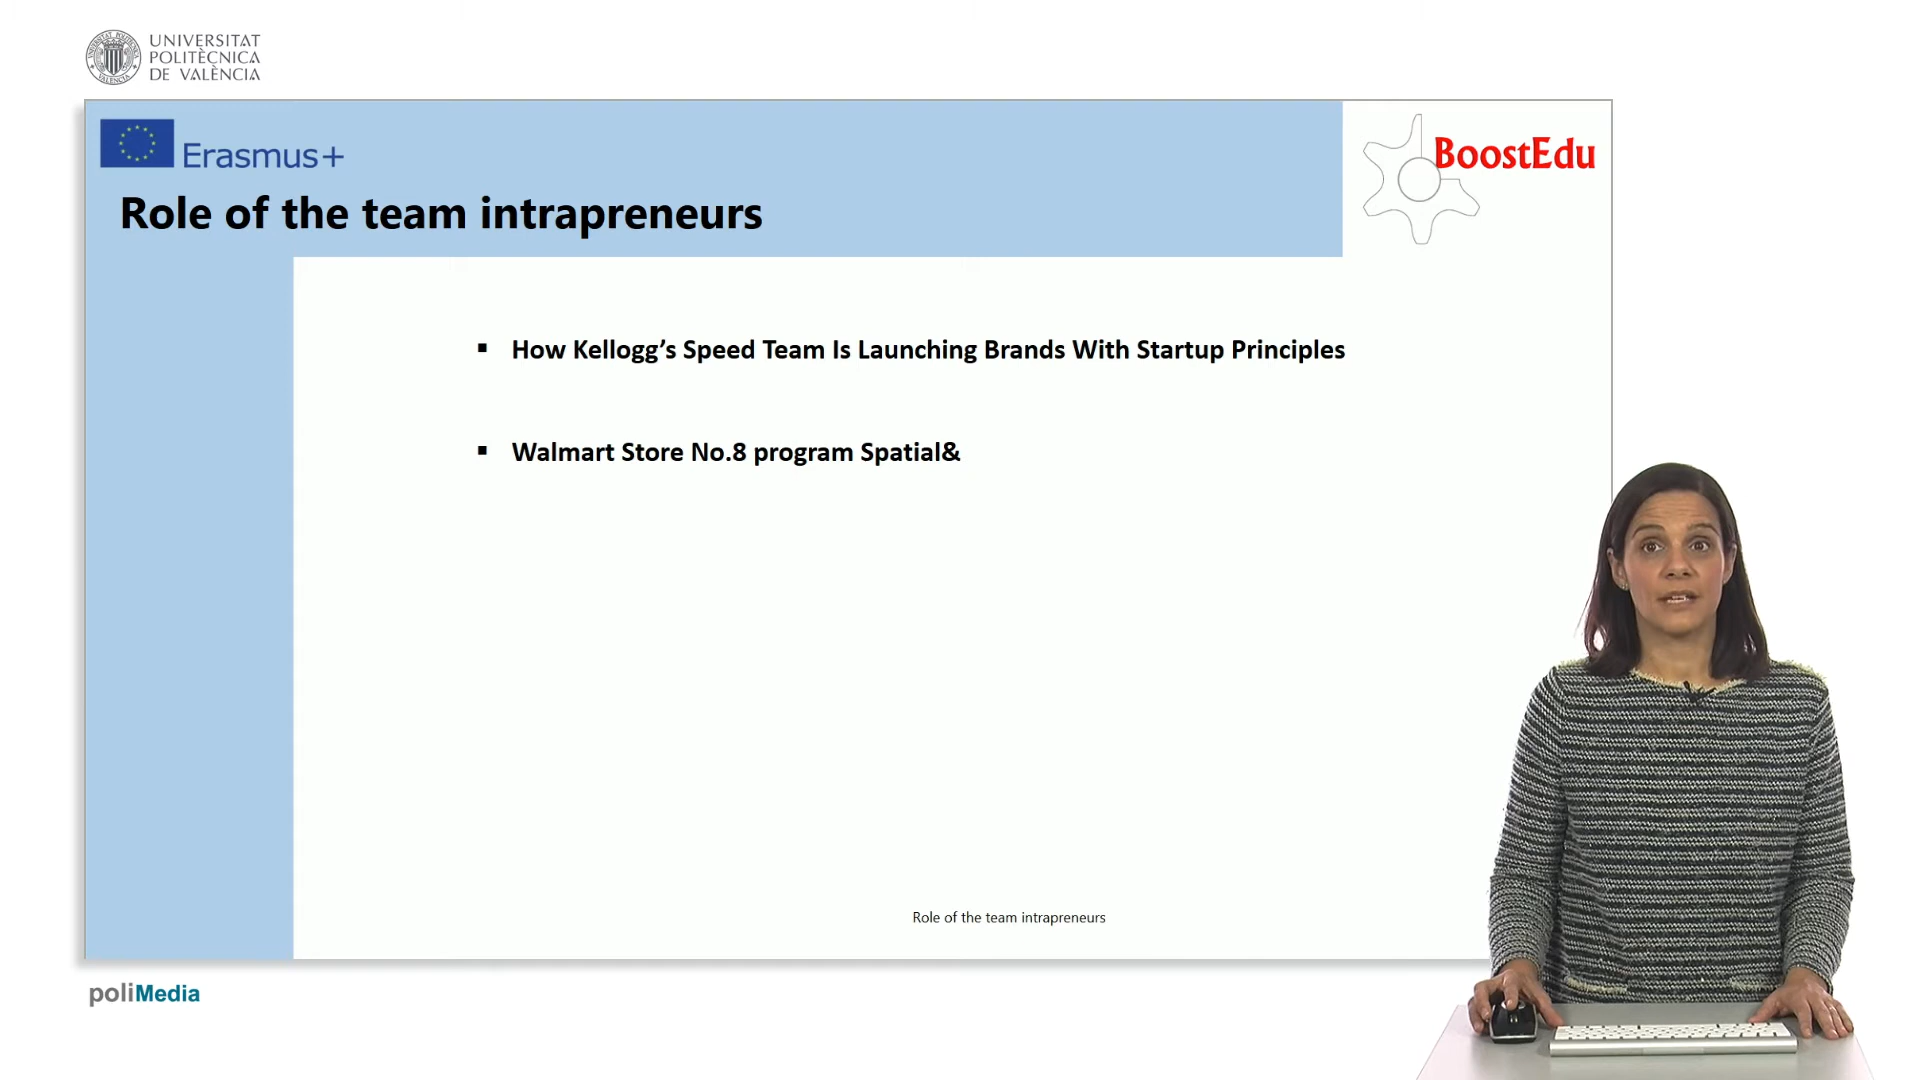 UNIVERSITAT
POLITÈCNICA
DE VALÈNCIA
Erasmus+
BoostEdu
Role of the team intrapreneurs
▪ How Kellogg’s Speed Team Is Launching Brands With Startup Principles
▪ Walmart Store No.8 program Spatial&
Role of the team intrapreneurs
poliMedia